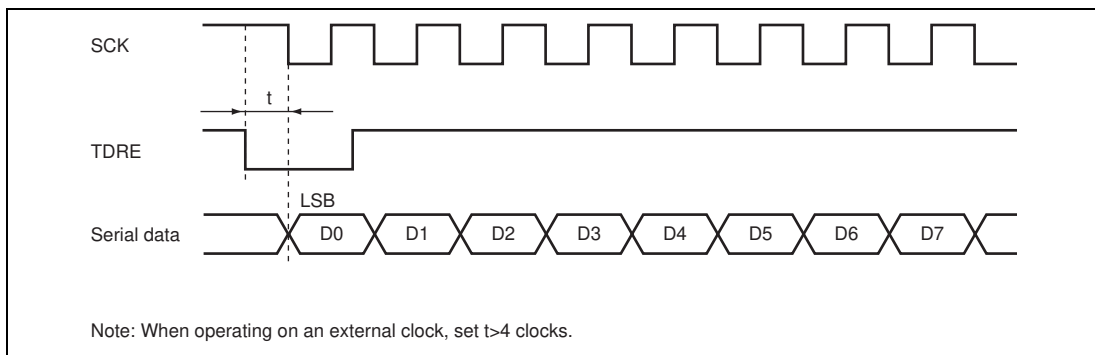 SCK
t
TDRE
LSB
Serial data
D0 D1 D2 D3 D4 D5 D6 D7
Note: When operating on an external clock, set t>4 clocks.